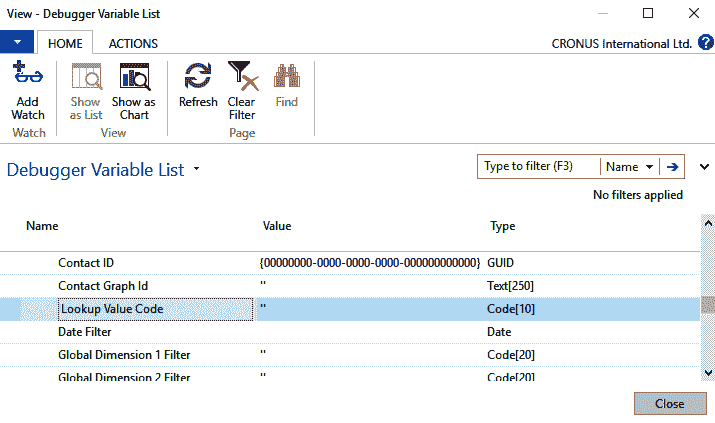 View - Debugger Variable List
HOME ACTIONS CRONUS International Ltd. ?
Add Watch Show as List Show as Chart Refresh Clear Filter Find
Watch View Page
Debugger Variable List Type to filter (F3) Name
No filters applied
Name Value Type
Contact ID {00000000-0000-0000-0000-000000000000} GUID
Contact Graph Id '' Text[250]
Lookup Value Code '' Code[10]
Date Filter Date
Global Dimension 1 Filter '' Code[20]
Global Dimension 2 Filter '' Code[20]
Close